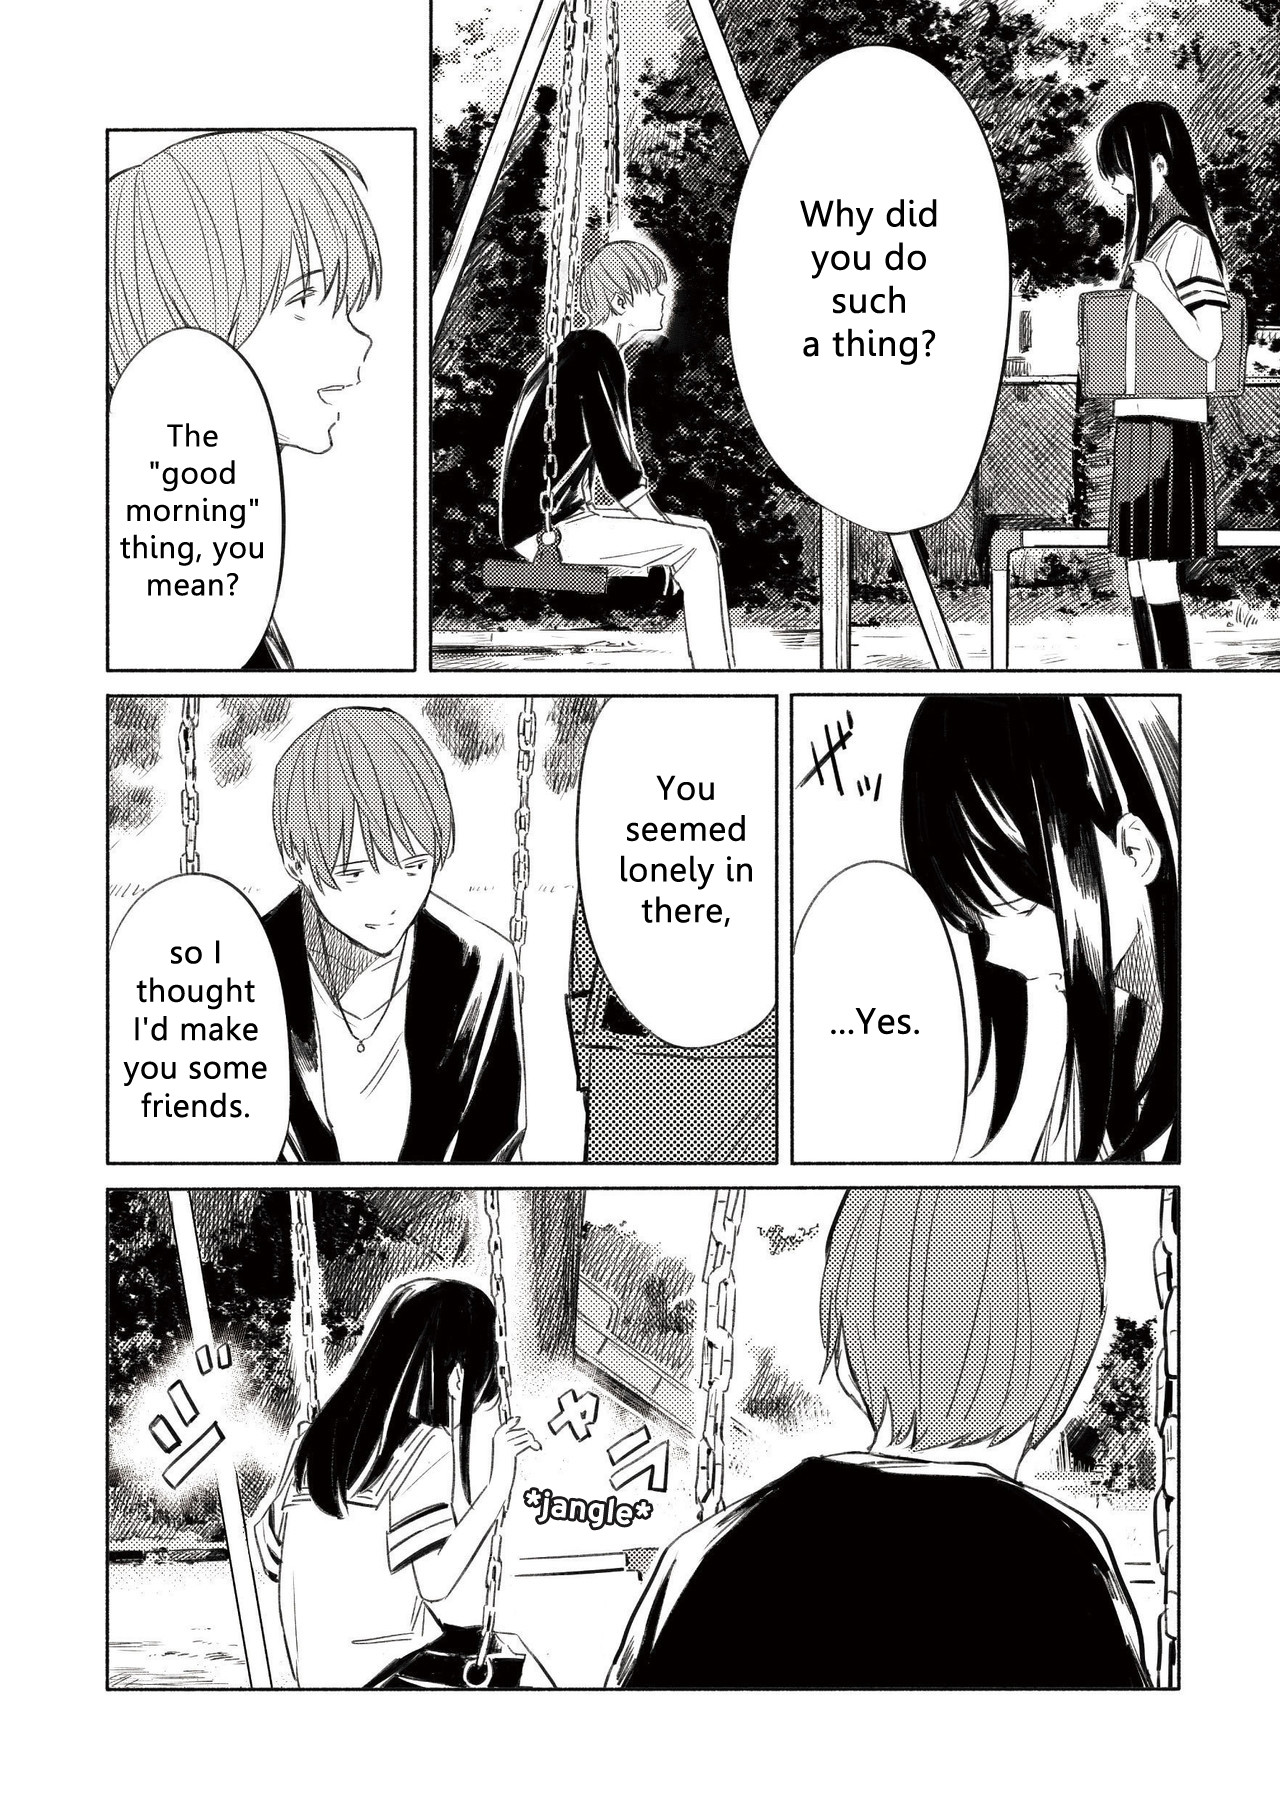 Why did
you do
such
a thing?
The
"good
morning"
thing, you
mean?
ザッ
...Yes.
You
seemed
lonely in
there,
so I
thought
I'd make
you some
friends.
ジャラ
*jangle*